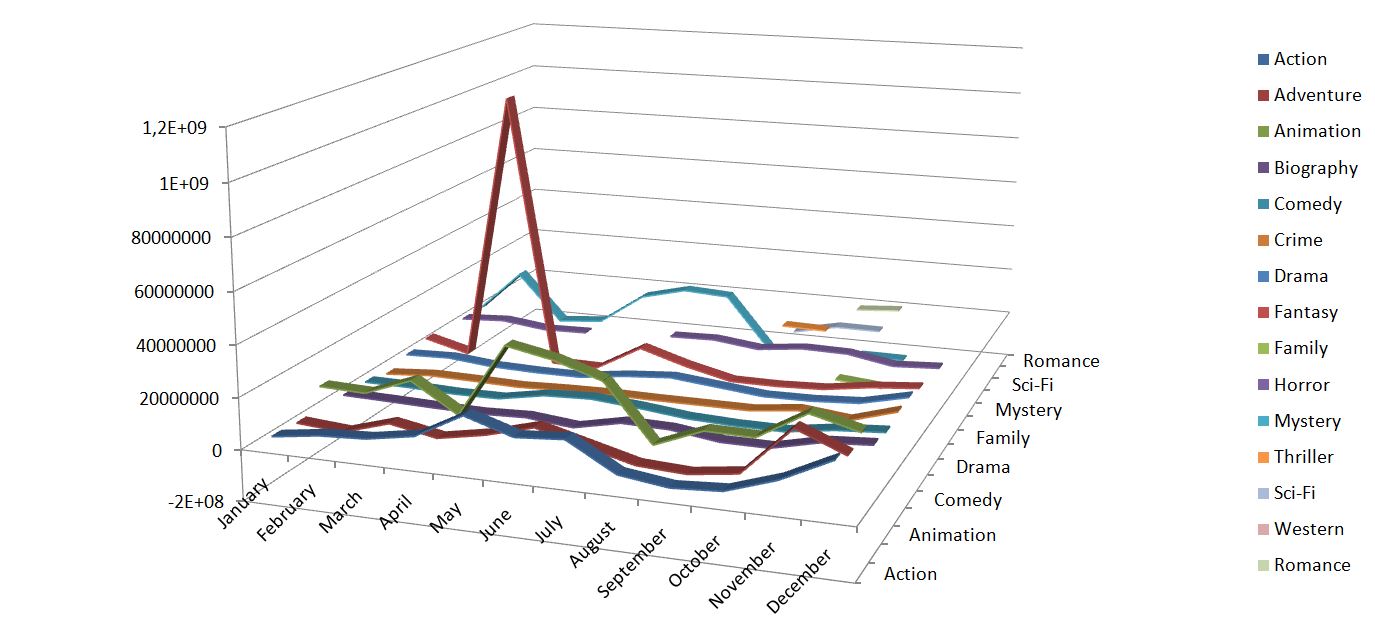 1,2E+09
1E+09
80000000
60000000
40000000
20000000
0
-2E+08
January
February
March
April
May
June
July
August
September
October
November
December
Romance
Sci-Fi
Mystery
Family
Drama
Comedy
Animation
Action
Action
Adventure
Animation
Biography
Comedy
Crime
Drama
Fantasy
Family
Horror
Mystery
Thriller
Sci-Fi
Western
Romance